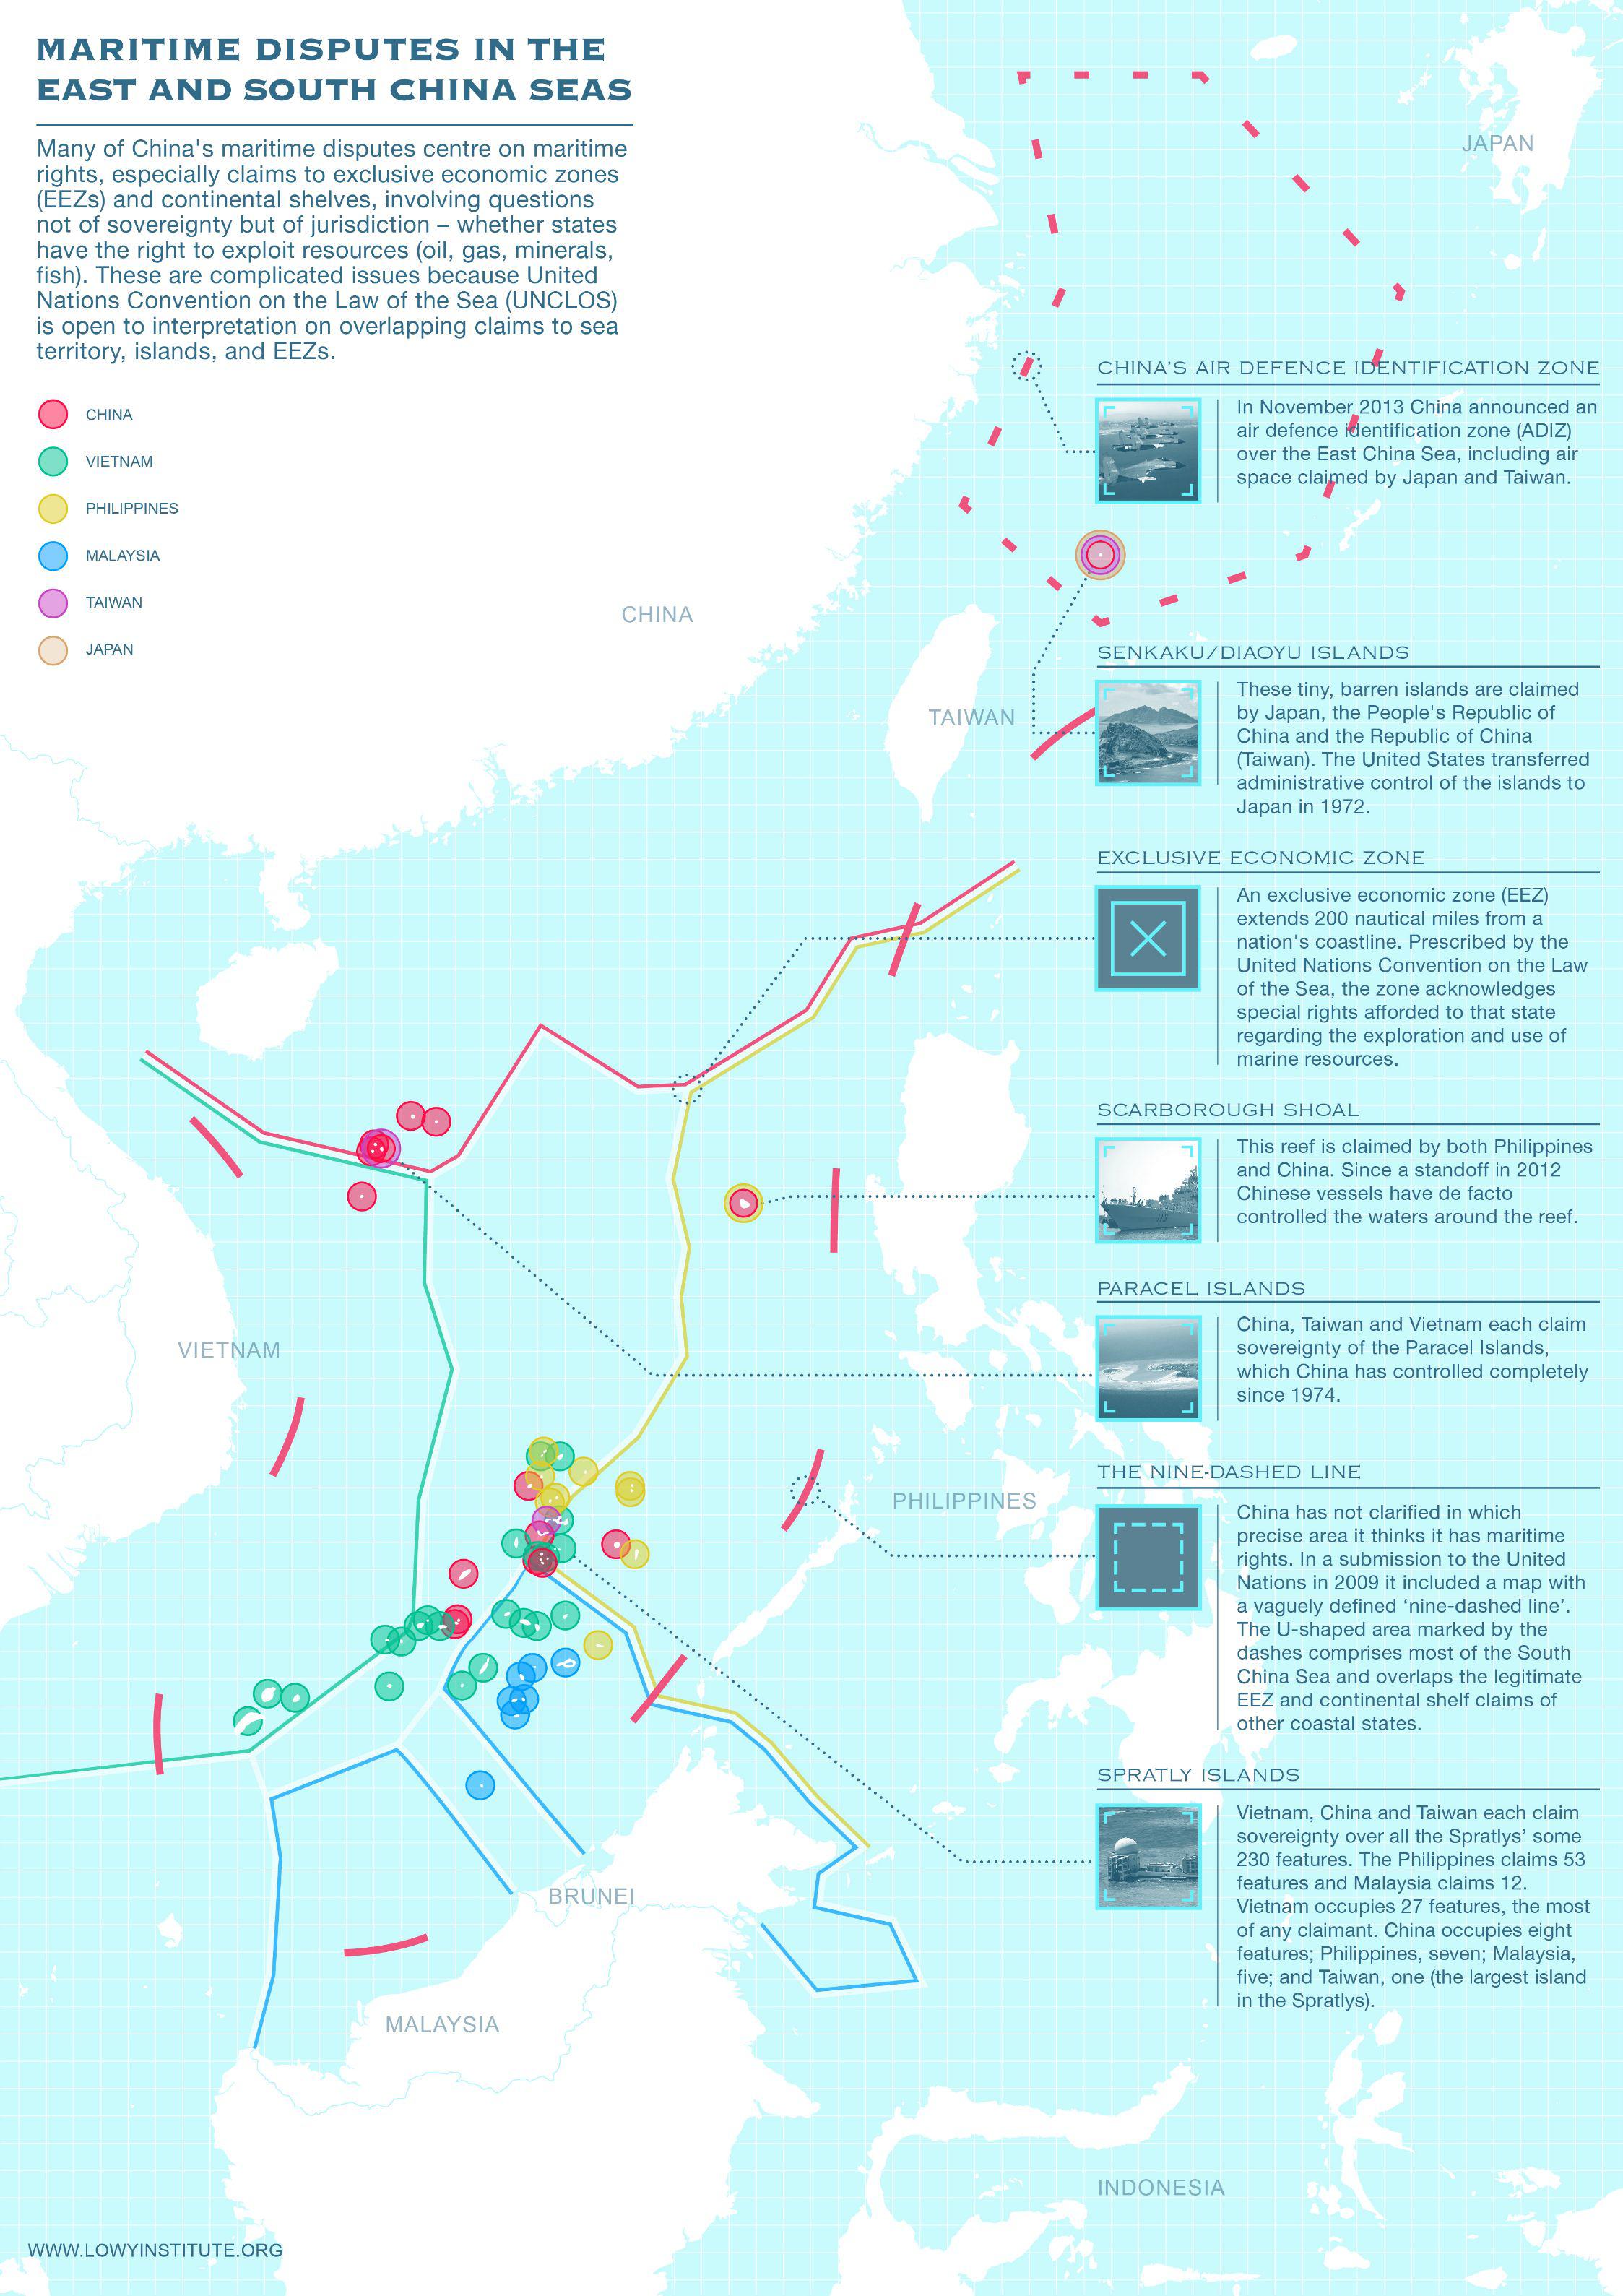 MARITIME DISPUTES IN THE
EAST AND SOUTH CHINA SEAS
Many of China's maritime disputes centre on maritime
rights, especially claims to exclusive economic zones
(EEZs) and continental shelves, involving questions
not of sovereignty but of jurisdiction – whether states
have the right to exploit resources (oil, gas, minerals,
fish). These are complicated issues because United
Nations Convention on the Law of the Sea (UNCLOS)
is open to interpretation on overlapping claims to sea
territory, islands, and EEZs.
CHINA
VIETNAM
PHILIPPINES
MALAYSIA
TAIWAN
JAPAN
JAPAN
CHINA
TAIWAN
VIETNAM
PHILIPPINES
BRUNEI
MALAYSIA
INDONESIA
CHINA'S AIR DEFENCE IDENTIFICATION ZONE
In November 2013 China announced an
air defence identification zone (ADIZ)
over the East China Sea, including air
space claimed by Japan and Taiwan.
SENKAKU/DIAOYU ISLANDS
These tiny, barren islands are claimed
by Japan, the People's Republic of
China and the Republic of China
(Taiwan). The United States transferred
administrative control of the islands to
Japan in 1972.
EXCLUSIVE ECONOMIC ZONE
An exclusive economic zone (EEZ)
extends 200 nautical miles from a
nation's coastline. Prescribed by the
United Nations Convention on the Law
of the Sea, the zone acknowledges
special rights afforded to that state
regarding the exploration and use of
marine resources.
SCARBOROUGH SHOAL
This reef is claimed by both Philippines
and China. Since a standoff in 2012
Chinese vessels have de facto
controlled the waters around the reef.
PARACEL ISLANDS
China, Taiwan and Vietnam each claim
sovereignty of the Paracel Islands,
which China has controlled completely
since 1974.
THE NINE-DASHED LINE
China has not clarified in which
precise area it thinks it has maritime
rights. In a submission to the United
Nations in 2009 it included a map with
a vaguely defined ‘nine-dashed line’.
The U-shaped area marked by the
dashes comprises most of the South
China Sea and overlaps the legitimate
EEZ and continental shelf claims of
other coastal states.
SPRATLY ISLANDS
Vietnam, China and Taiwan each claim
sovereignty over all the Spratlys’ some
230 features. The Philippines claims 53
features and Malaysia claims 12.
Vietnam occupies 27 features, the most
of any claimant. China occupies eight
features; Philippines, seven; Malaysia,
five; and Taiwan, one (the largest island
in the Spratlys).
WWW.LOWYINSTITUTE.ORG